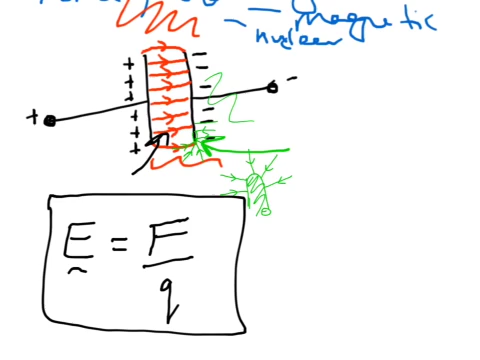 magnetic
nuclear
+ -
E = F
q